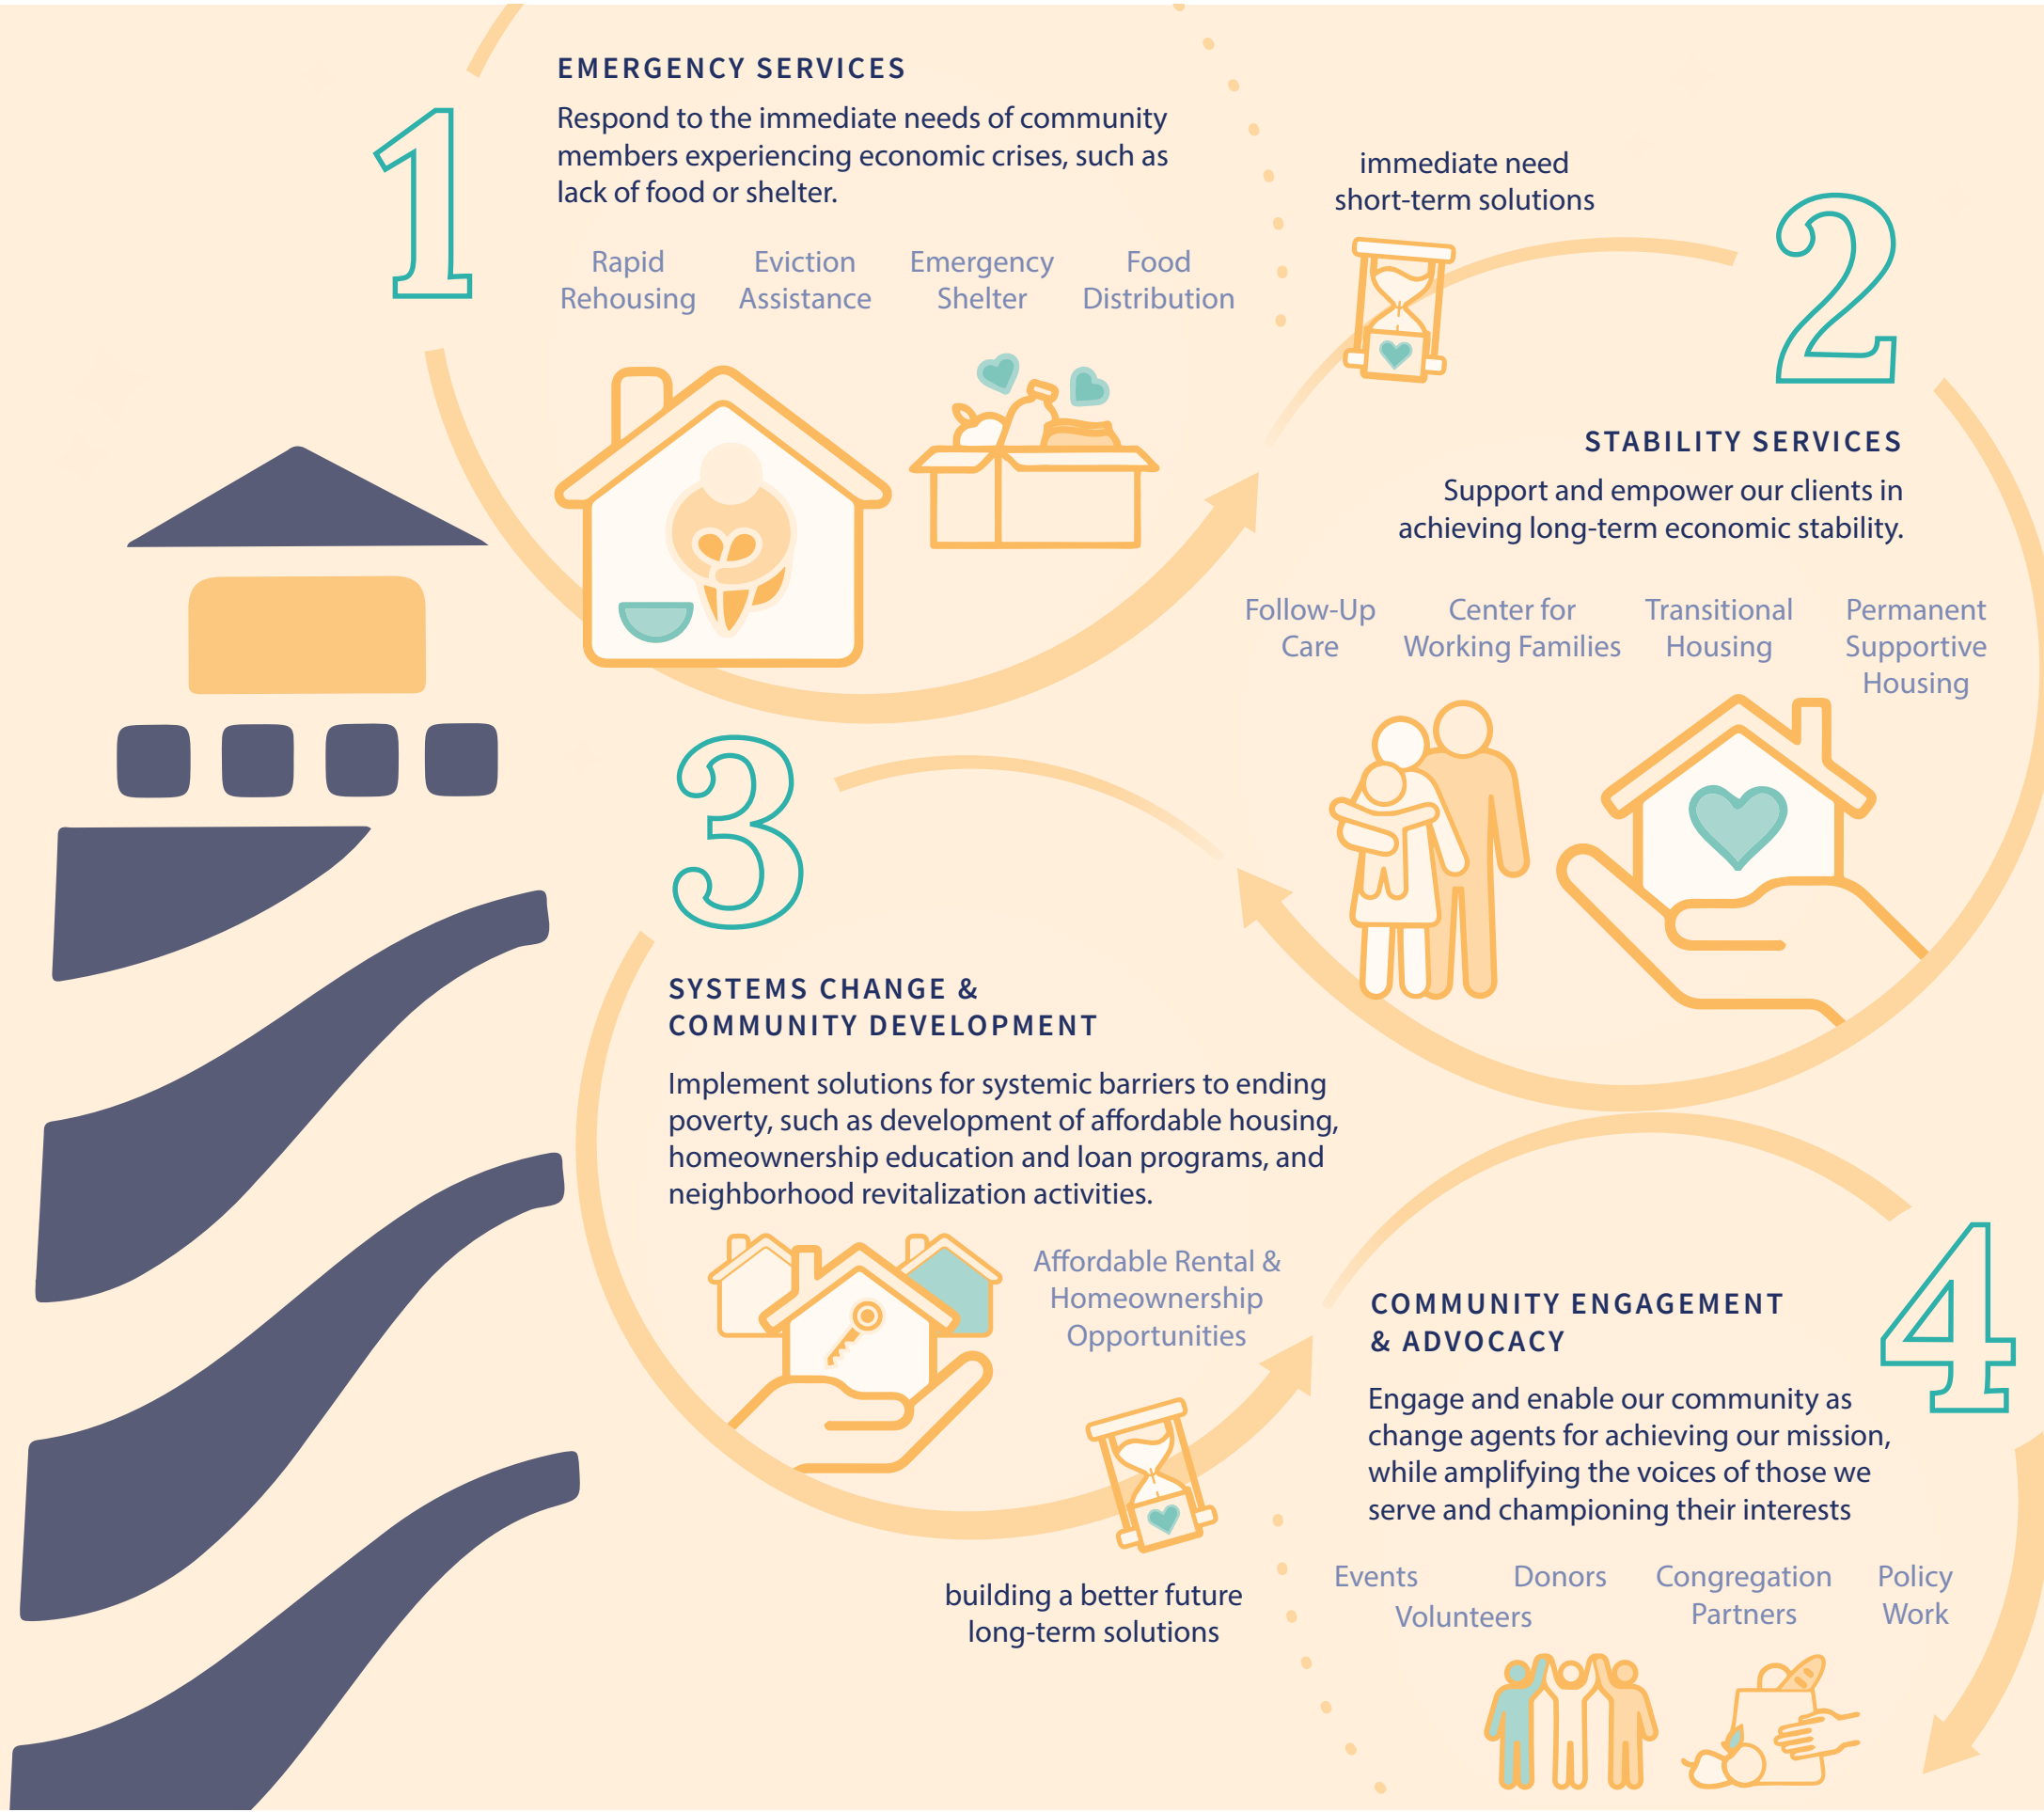 1
EMERGENCY SERVICES
Respond to the immediate needs of community
members experiencing economic crises, such as
lack of food or shelter.
Rapid
Rehousing
Eviction
Assistance
Emergency
Shelter
Food
Distribution
immediate need
short-term solutions
2
STABILITY SERVICES
Support and empower our clients in
achieving long-term economic stability.
Follow-Up
Care
Center for
Working Families
Transitional
Housing
Permanent
Supportive
Housing
3
SYSTEMS CHANGE &
COMMUNITY DEVELOPMENT
Implement solutions for systemic barriers to ending
poverty, such as development of affordable housing,
homeownership education and loan programs, and
neighborhood revitalization activities.
Affordable Rental &
Homeownership
Opportunities
building a better future
long-term solutions
4
COMMUNITY ENGAGEMENT
& ADVOCACY
Engage and enable our community as
change agents for achieving our mission,
while amplifying the voices of those we
serve and championing their interests
Events
Volunteers
Donors
Congregation
Partners
Policy
Work